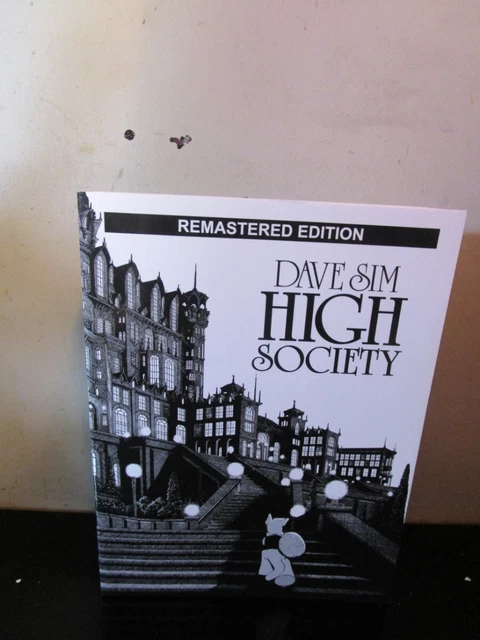 REMASTERED EDITION
DAVE SIM
HIGH
SOCIETY